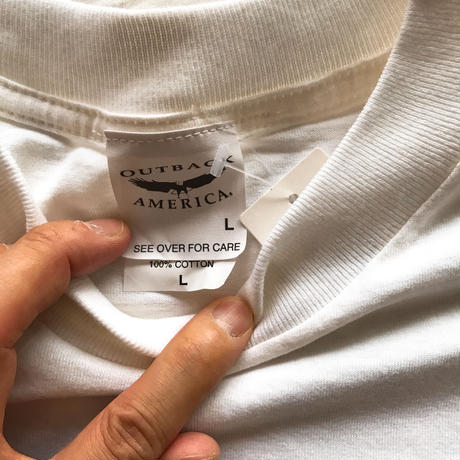 OUTBACK
AMERICA®
L
SEE OVER FOR CARE
100% COTTON
L